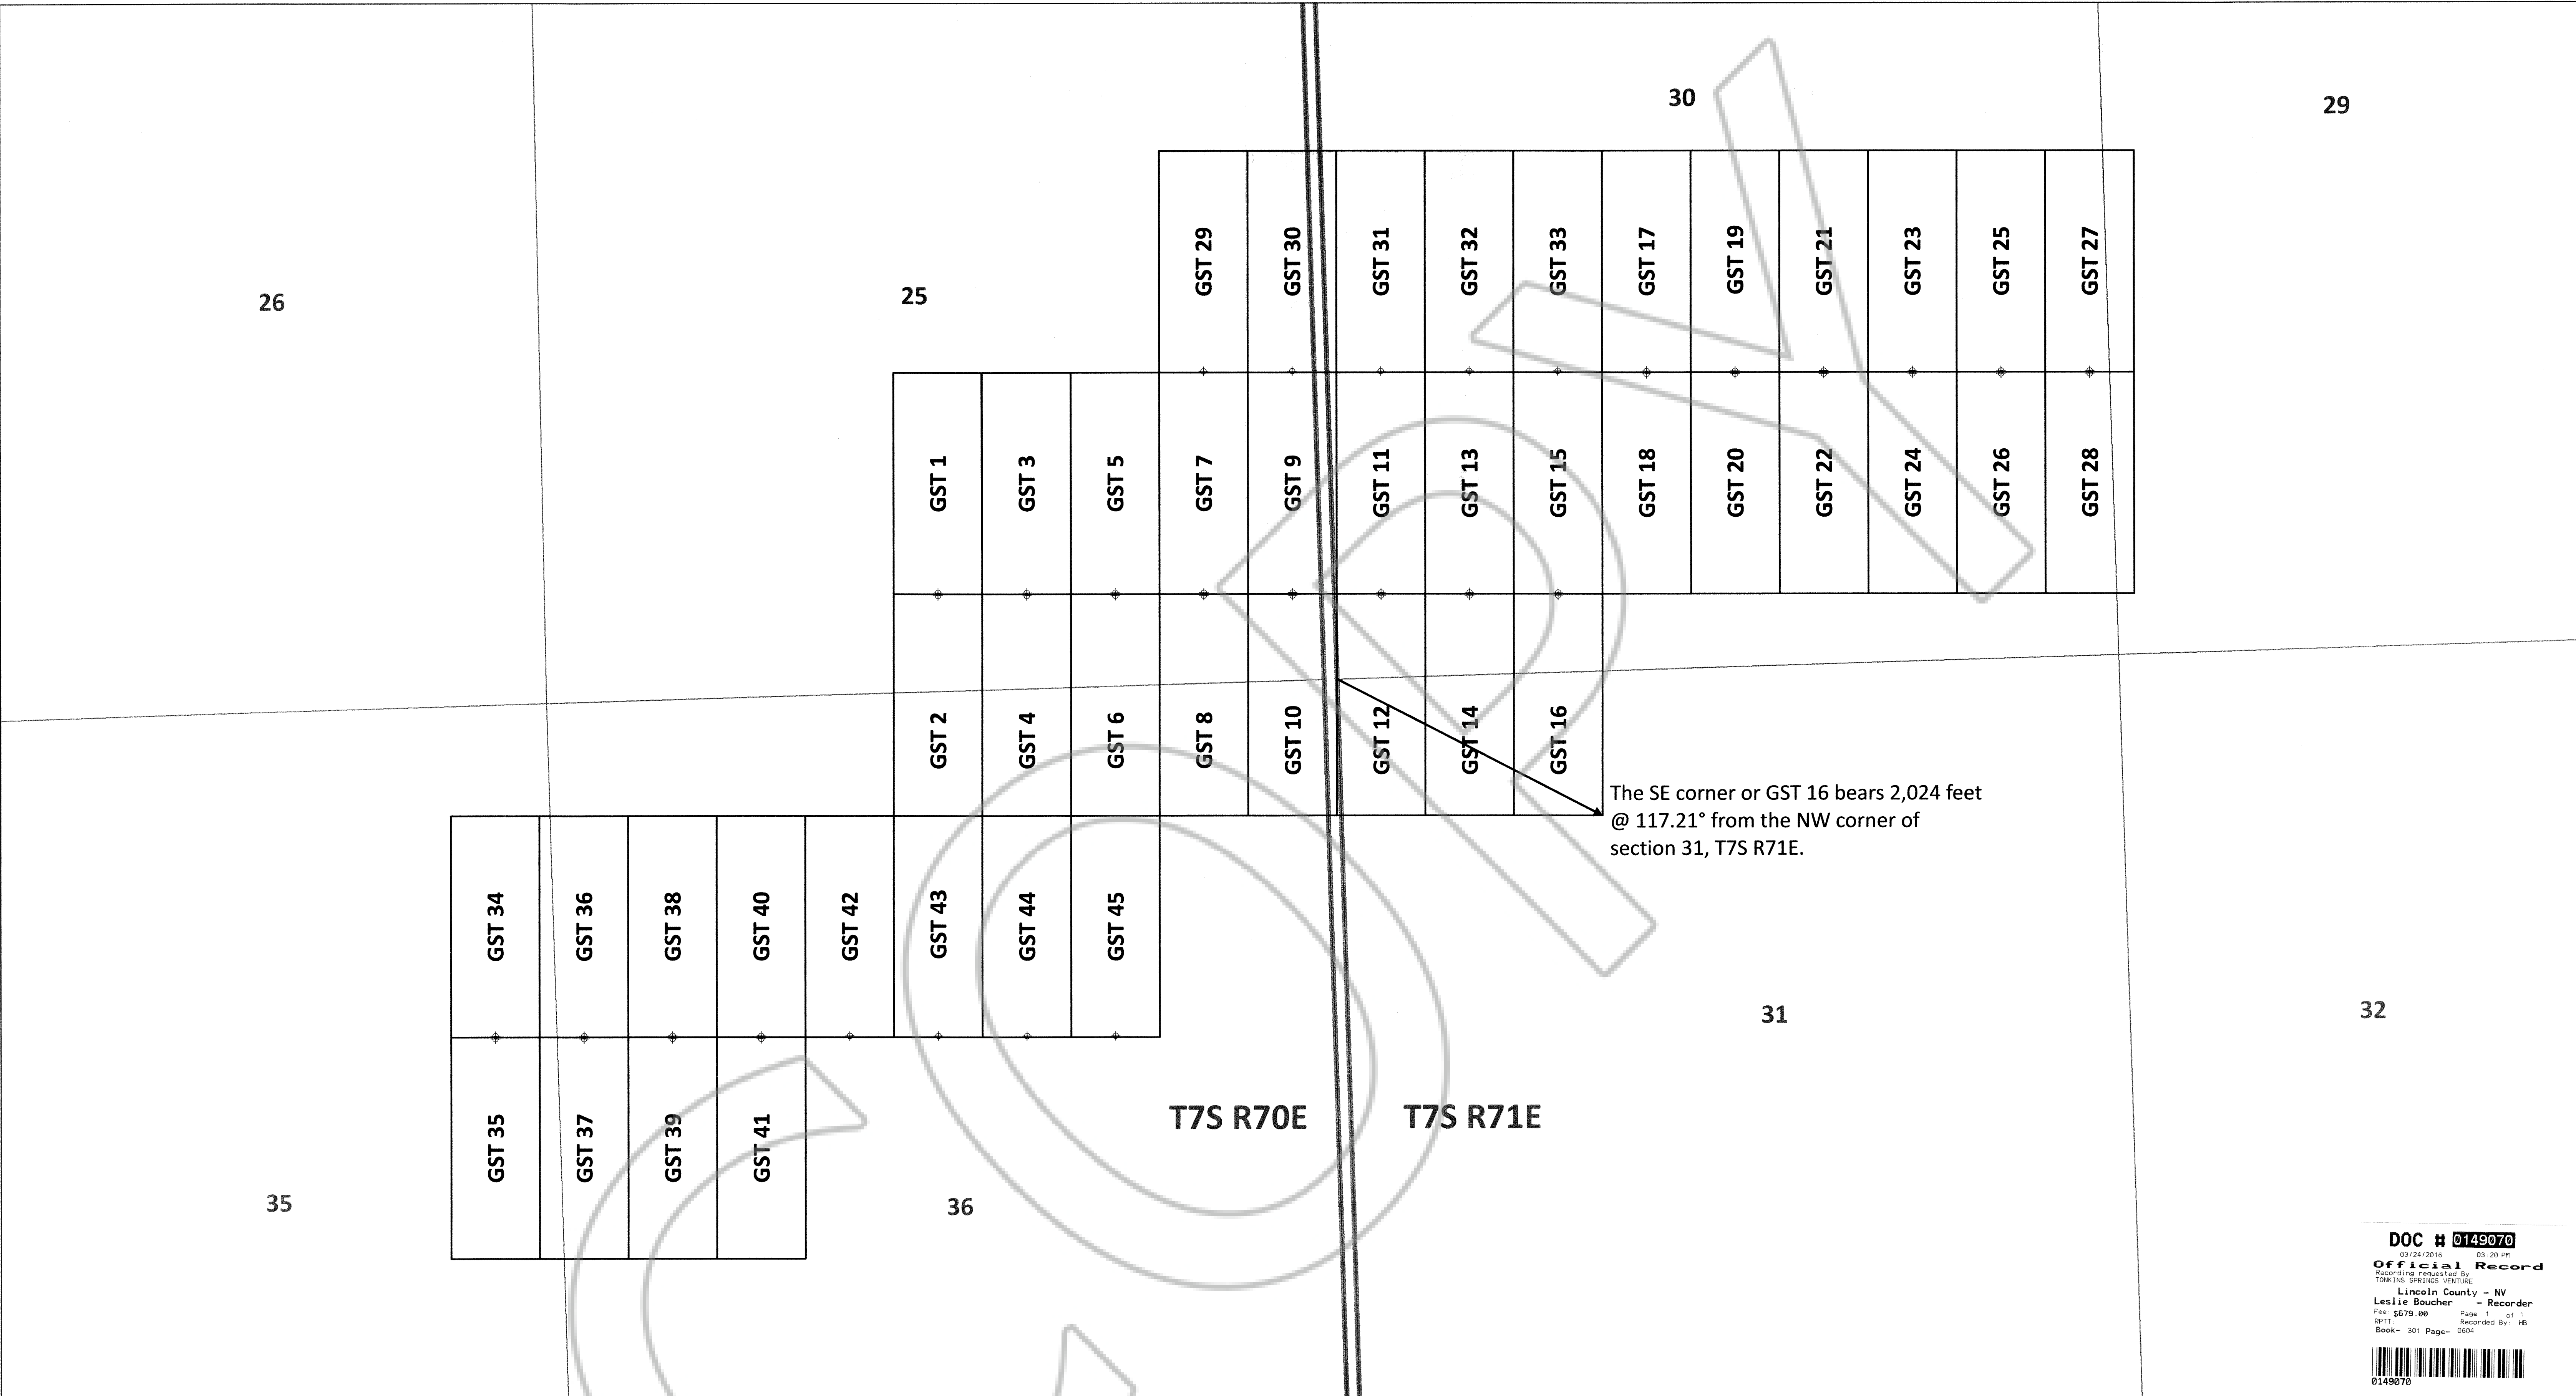 30
29
26
25
GST 29
GST 30
GST 31
GST 32
GST 33
GST 17
GST 19
GST 21
GST 23
GST 25
GST 27
GST 1
GST 3
GST 5
GST 7
GST 9
GST 11
GST 13
GST 15
GST 18
GST 20
GST 22
GST 24
GST 26
GST 28
GST 2
GST 4
GST 6
GST 8
GST 10
GST 12
GST 14
GST 16
The SE corner or GST 16 bears 2,024 feet
@ 117.21° from the NW corner of
section 31, T7S R71E.
GST 34
GST 36
GST 38
GST 40
GST 42
GST 43
GST 44
GST 45
31
32
GST 35
GST 37
GST 39
GST 41
T7S R70E
T7S R71E
35
36
COPY
DOC # 0149070
03/24/2016 03:20 PM
Official Record
Recording requested By
TONKINS SPRINGS VENTURE
Lincoln County - NV
Leslie Boucher - Recorder
Fee: $679.00 Page 1 of 1
RPTT: Recorded By: HB
Book- 301 Page- 0604
0149070